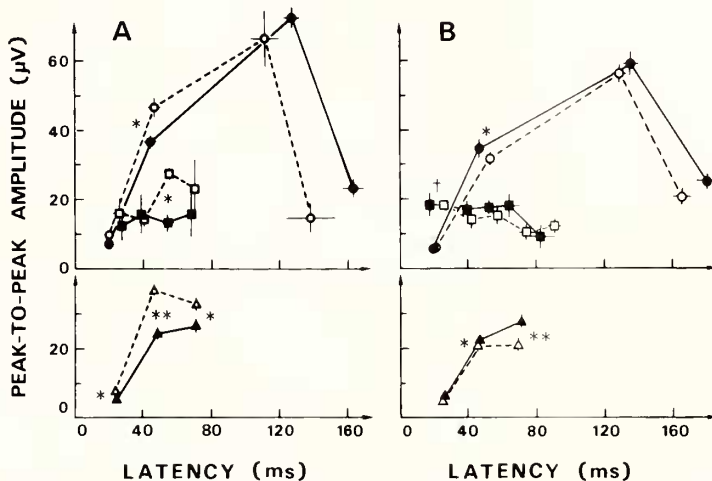 A
B
PEAK-TO-PEAK AMPLITUDE (µV)
60
40
20
0
*
*
*
†
20
0
*
**
*
*
**
0 40 80 120 160
40 80 120 160
LATENCY (ms)
LATENCY (ms)